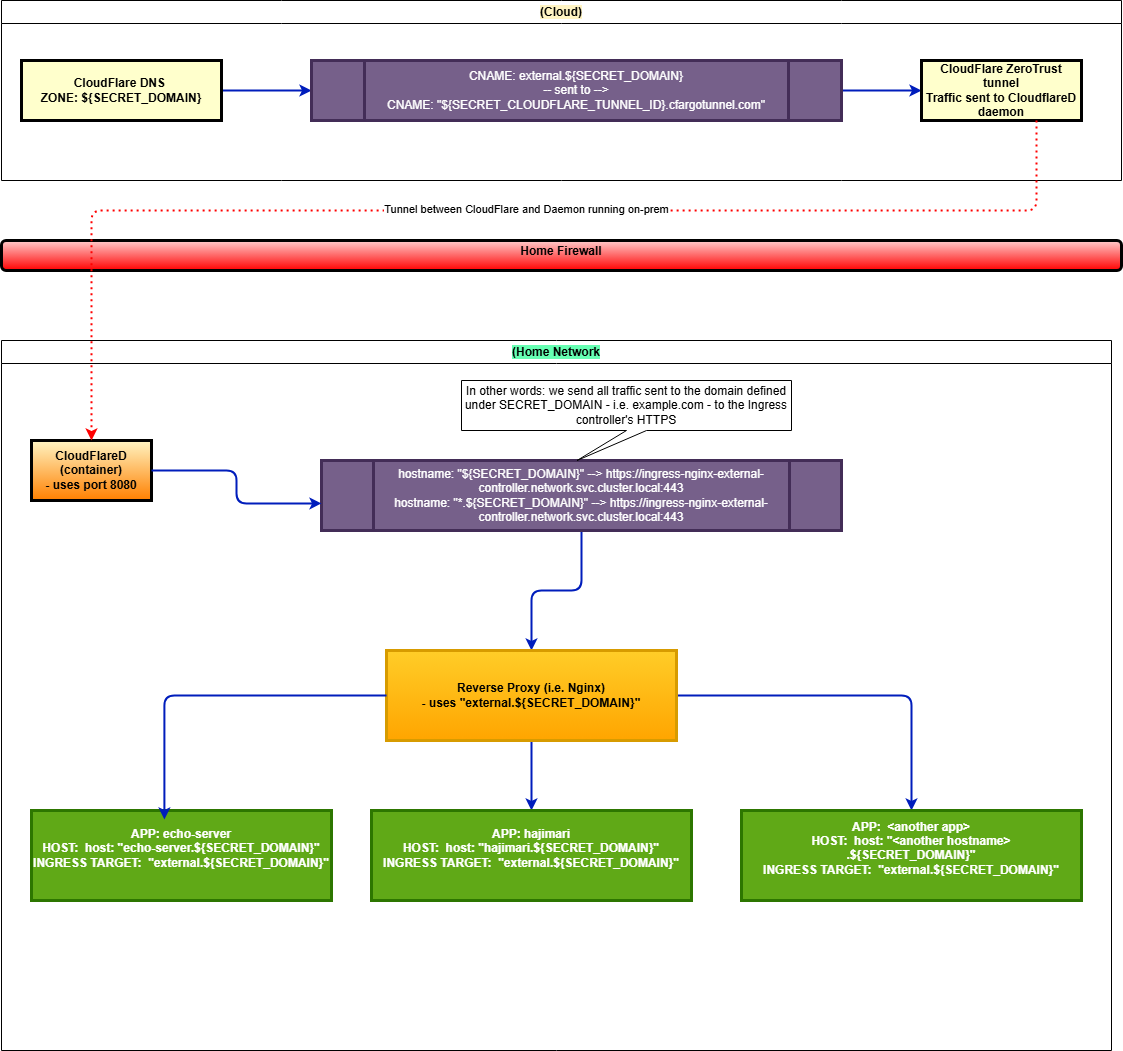 (Cloud)
CloudFlare DNS
ZONE: ${SECRET_DOMAIN}
CNAME: external.${SECRET_DOMAIN}
-- sent to -->
CNAME: "${SECRET_CLOUDFLARE_TUNNEL_ID}.cfargotunnel.com"
CloudFlare ZeroTrust
tunnel
Traffic sent to CloudflareD
daemon
Tunnel between CloudFlare and Daemon running on-prem
Home Firewall
(Home Network
In other words: we send all traffic sent to the domain defined
under SECRET_DOMAIN - i.e. example.com - to the Ingress
controller's HTTPS
CloudFlareD
(container)
- uses port 8080
hostname: "${SECRET_DOMAIN}" --> https://ingress-nginx-external-
controller.network.svc.cluster.local:443
hostname: "*.${SECRET_DOMAIN}" --> https://ingress-nginx-external-
controller.network.svc.cluster.local:443
Reverse Proxy (i.e. Nginx)
- uses "external.${SECRET_DOMAIN}"
APP: echo-server
HOST:  host: "echo-server.${SECRET_DOMAIN}"
INGRESS TARGET:  "external.${SECRET_DOMAIN}"
APP: hajimari
HOST:  host: "hajimari.${SECRET_DOMAIN}"
INGRESS TARGET:  "external.${SECRET_DOMAIN}"
APP:  <another app>
HOST:  host: "<another hostname>
.${SECRET_DOMAIN}"
INGRESS TARGET:  "external.${SECRET_DOMAIN}"